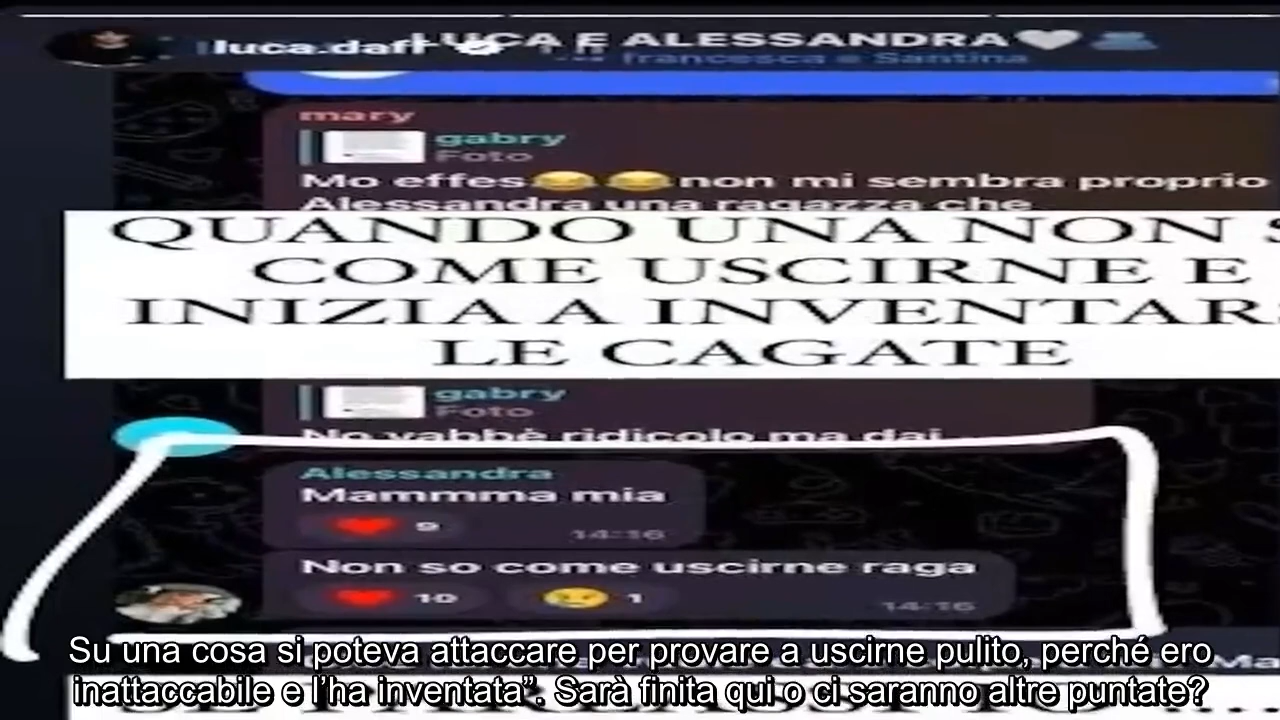 LUCA E ALESSANDRA
francesca e Santina
mary
gabry
Foto
Mo effes😂😂non mi sembra proprio
Alessandra una ragazza che
QUANDO UNA NON
COME USCIRNE E
INIZIA A INVENTAR
LE CAGATE
gabry
Foto
No vabbè ridicolo ma dai
Alessandra
Mammma mia
9
14:16
Non so come uscirne raga
10 1
14:16
Su una cosa si poteva attaccare per provare a uscirne pulito, perché ero
inattaccabile e l'ha inventata”. Sarà finita qui o ci saranno altre puntate?